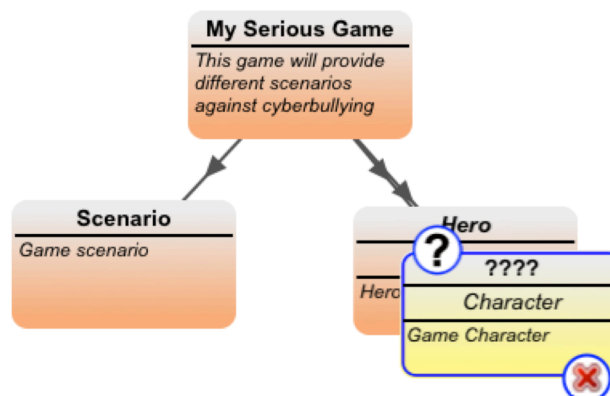 My Serious Game
This game will provide
different scenarios
against cyberbullying
Scenario
Game scenario
Hero
Hero
?
????
Character
Game Character